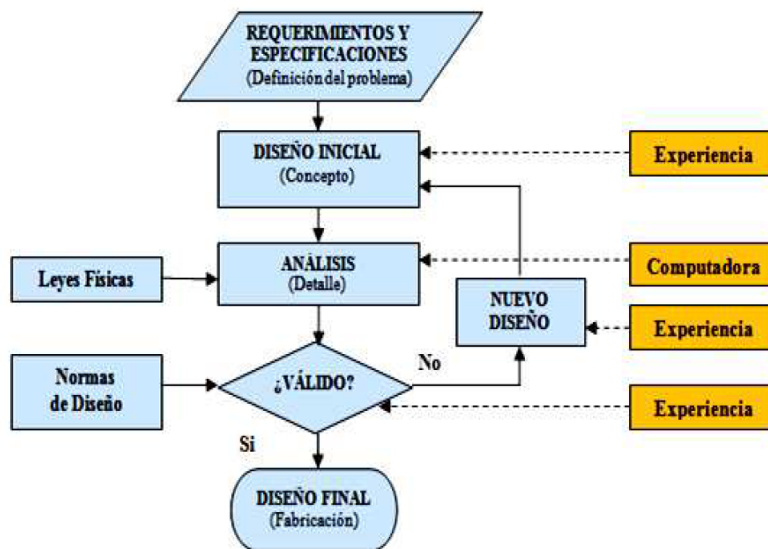 REQUERIMIENTOS Y
ESPECIFICACIONES
(Definición del problema)
DISEÑO INICIAL
(Concepto)
Experiencia
ANÁLISIS
(Detalle)
Leyes Físicas
Computadora
NUEVO
DISEÑO
Experiencia
Normas
de Diseño
¿VÁLIDO?
No
Experiencia
Si
DISEÑO FINAL
(Fabricación)